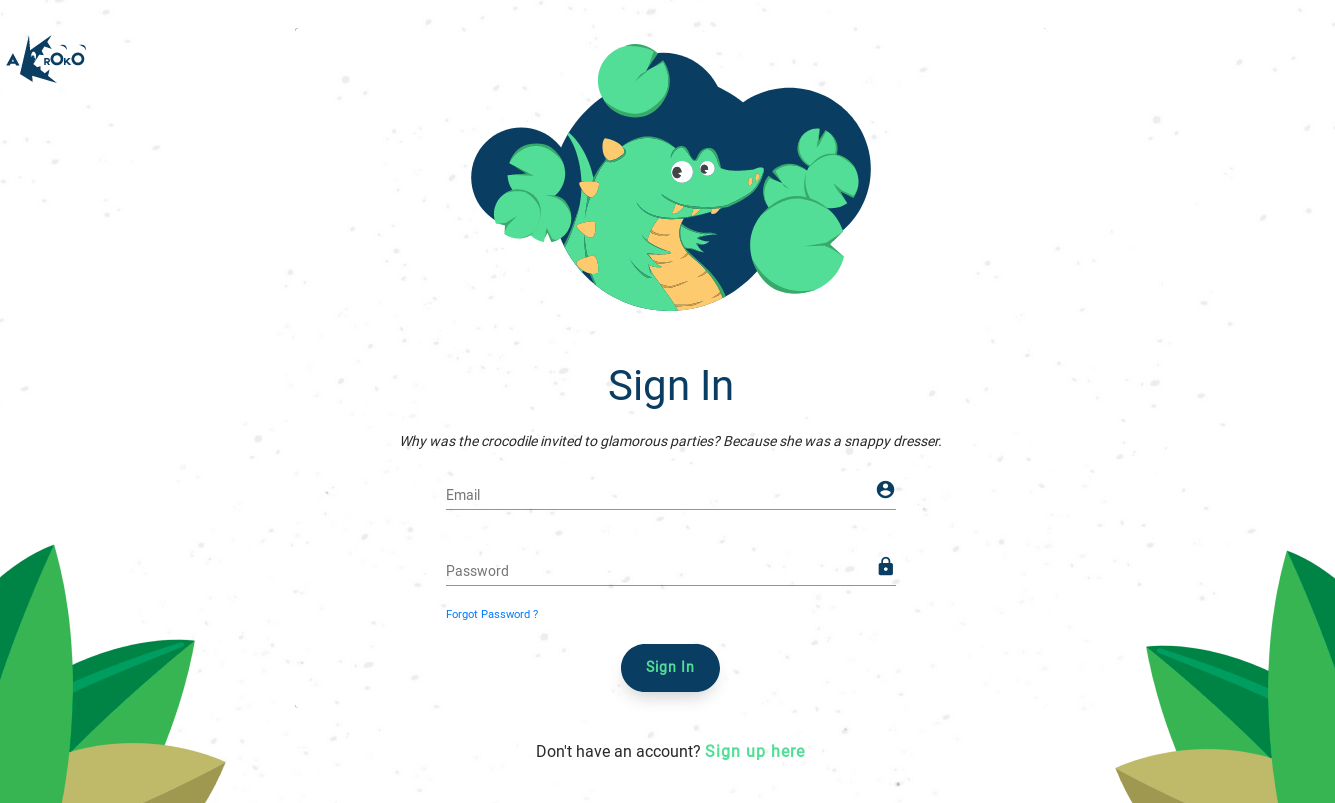 AKROKO
Sign In
Why was the crocodile invited to glamorous parties? Because she was a snappy dresser.
Email
Password
Forgot Password ?
Sign In
Don't have an account? Sign up here